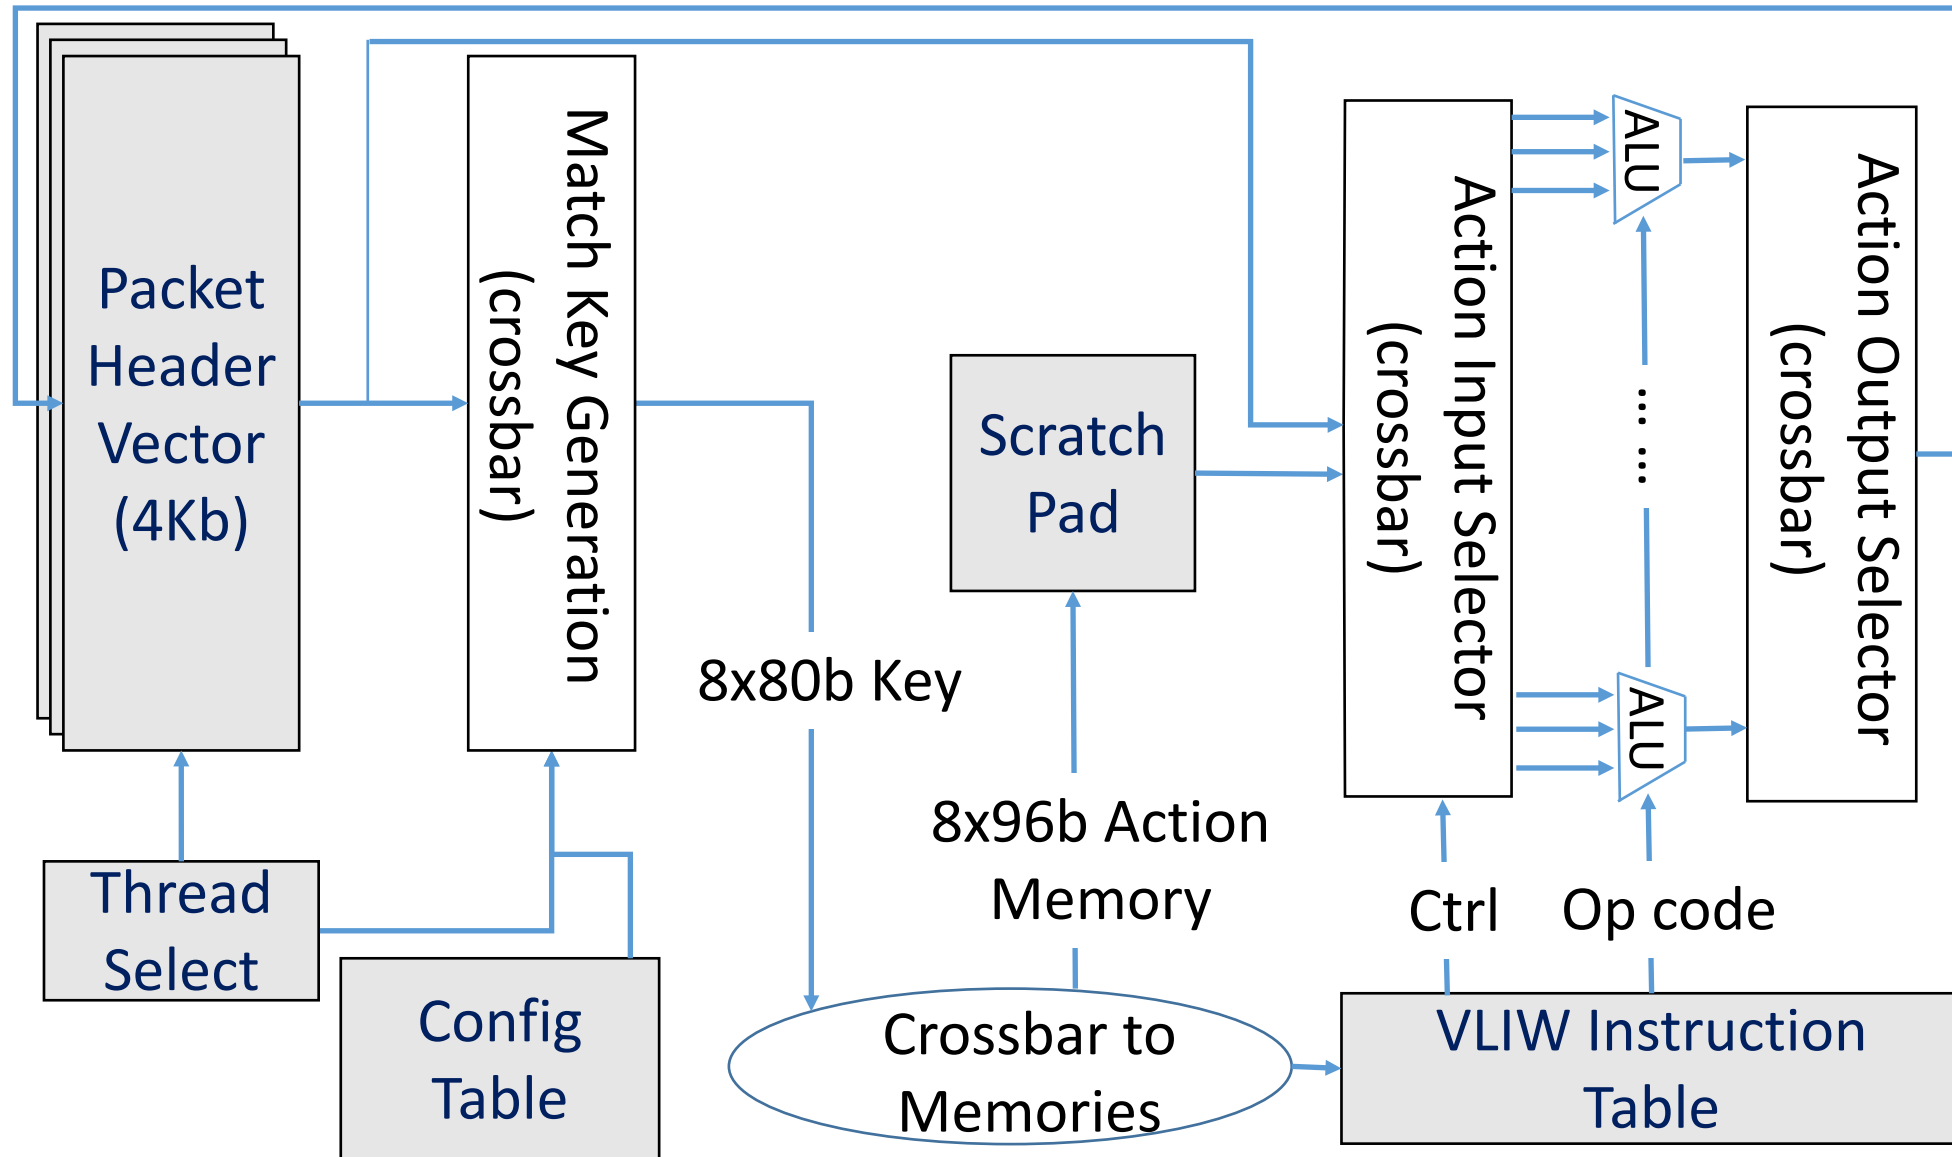 Packet
Header
Vector
(4Kb)
Match Key Generation
(crossbar)
Scratch
Pad
Action Input Selector
(crossbar)
ALU
... ...
ALU
Action Output Selector
(crossbar)
8x80b Key
8x96b Action
Memory
Ctrl
Op code
Thread
Select
Config
Table
Crossbar to
Memories
VLIW Instruction
Table